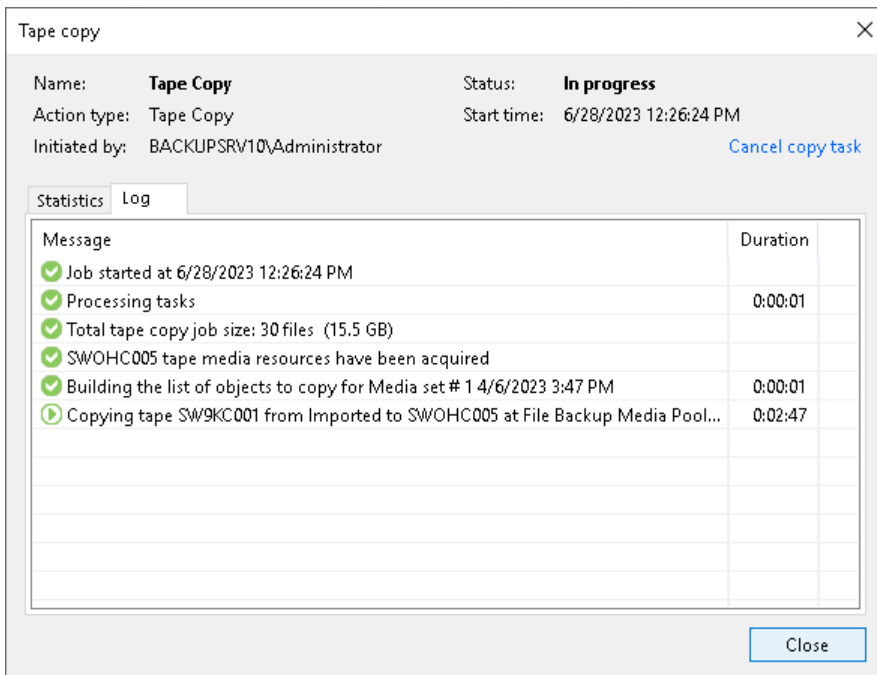 Tape copy
Name: Tape Copy Status: In progress
Action type: Tape Copy Start time: 6/28/2023 12:26:24 PM
Initiated by: BACKUPSRV10\Administrator Cancel copy task
Statistics Log
Message Duration
Job started at 6/28/2023 12:26:24 PM
Processing tasks 0:00:01
Total tape copy job size: 30 files (15.5 GB)
SWOHC005 tape media resources have been acquired
Building the list of objects to copy for Media set # 1 4/6/2023 3:47 PM 0:00:01
Copying tape SW9KC001 from Imported to SWOHC005 at File Backup Media Pool... 0:02:47
Close